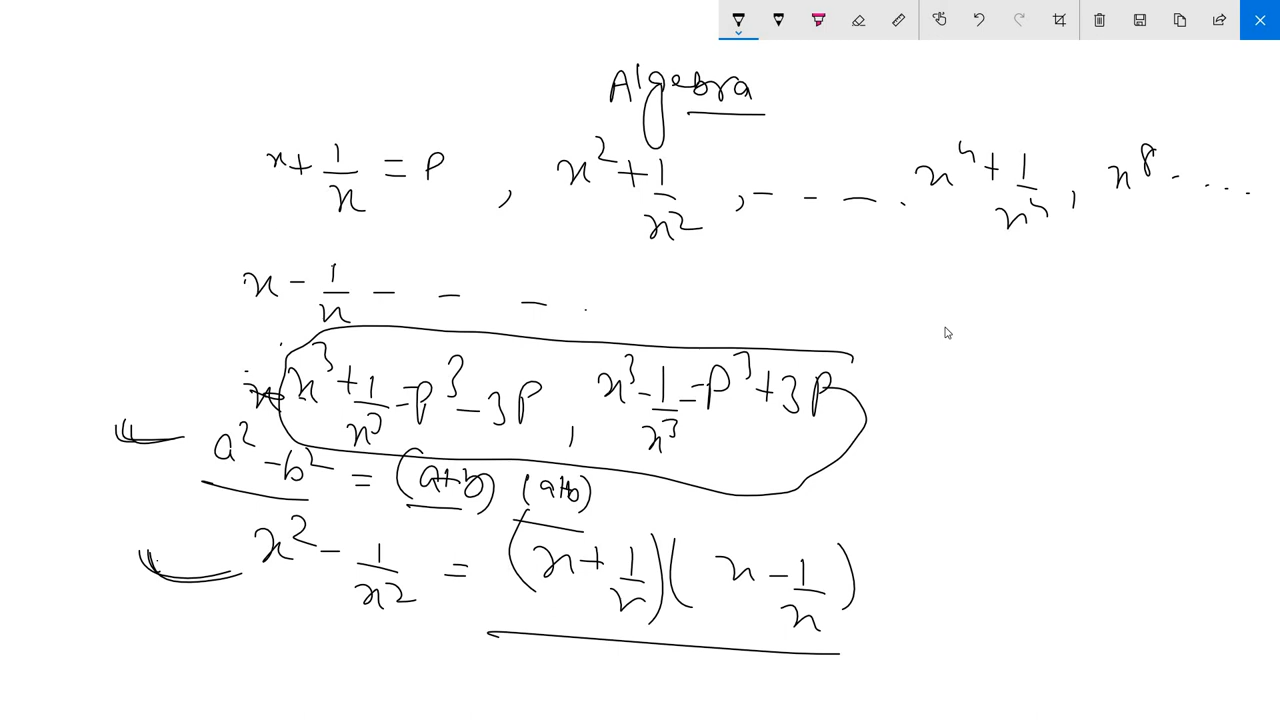 Algebra
x + 1/x = P , x² + 1/x² , - - - . x⁴ + 1/x⁴ , x⁸ - ...
x - 1/x - - - .
x³ + 1/x³ = P³ - 3P , x³ - 1/x³ = P³ + 3P
a² - b² = (a+b) (a+b)
x² - 1/x² = (x + 1/x)(x - 1/x)